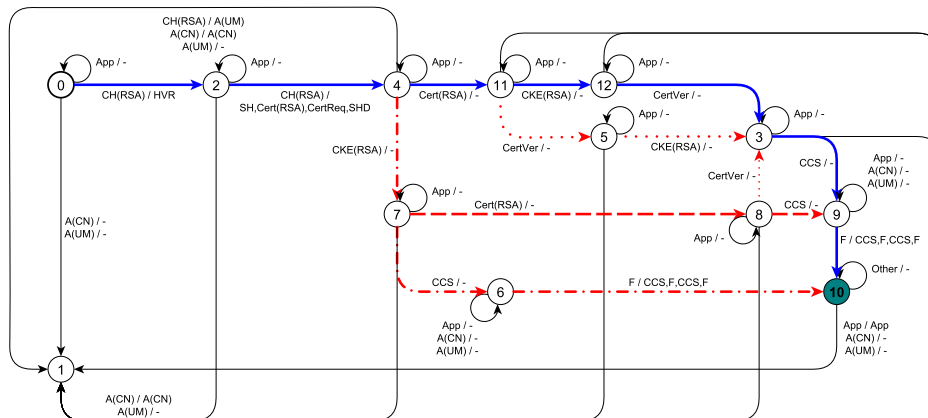 CH(RSA) / A(UM)
A(CN) / A(CN)
A(UM) / -
App / -
App / -
App / -
App / -
App / -
0
2
4
11
12
CH(RSA) / HVR
CH(RSA) /
SH,Cert(RSA),CertReq,SHD
Cert(RSA) / -
CKE(RSA) / -
CertVer / -
App / -
App / -
5
3
CKE(RSA) / -
CertVer / -
CKE(RSA) / -
CCS / -
App / -
A(CN) / -
A(UM) / -
CertVer / -
App / -
A(CN) / -
A(UM) / -
7
Cert(RSA) / -
8
CCS / -
9
App / -
F / CCS,F,CCS,F
Other / -
CCS / -
6
F / CCS,F,CCS,F
10
App / -
A(CN) / -
A(UM) / -
App / App
A(CN) / -
A(UM) / -
1
A(CN) / A(CN)
A(UM) / -